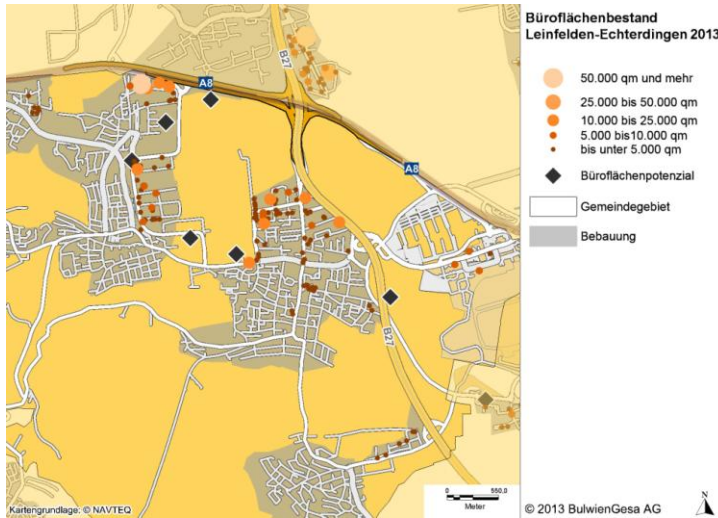 Büroflächenbestand
Leinfelden-Echterdingen 2013
50.000 qm und mehr
25.000 bis 50.000 qm
10.000 bis 25.000 qm
5.000 bis10.000 qm
bis unter 5.000 qm
Büroflächenpotenzial
Gemeindegebiet
Bebauung
B27
A8
A8
B27
0
550,0
Meter
Kartengrundlage: © NAVTEQ
© 2013 BulwienGesa AG
N